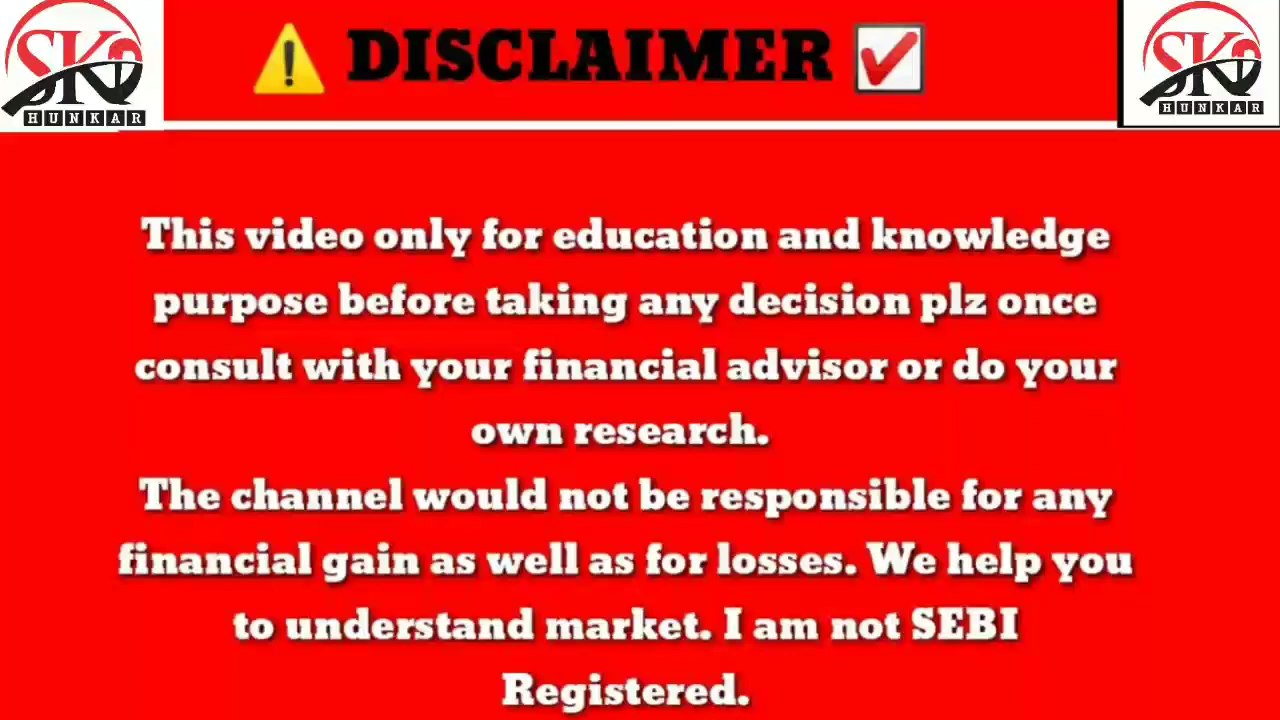 DISCLAIMER
HUNKAR
HUNKAR
This video only for education and knowledge
purpose before taking any decision plz once
consult with your financial advisor or do your
own research.
The channel would not be responsible for any
financial gain as well as for losses. We help you
to understand market. I am not SEBI
Registered.